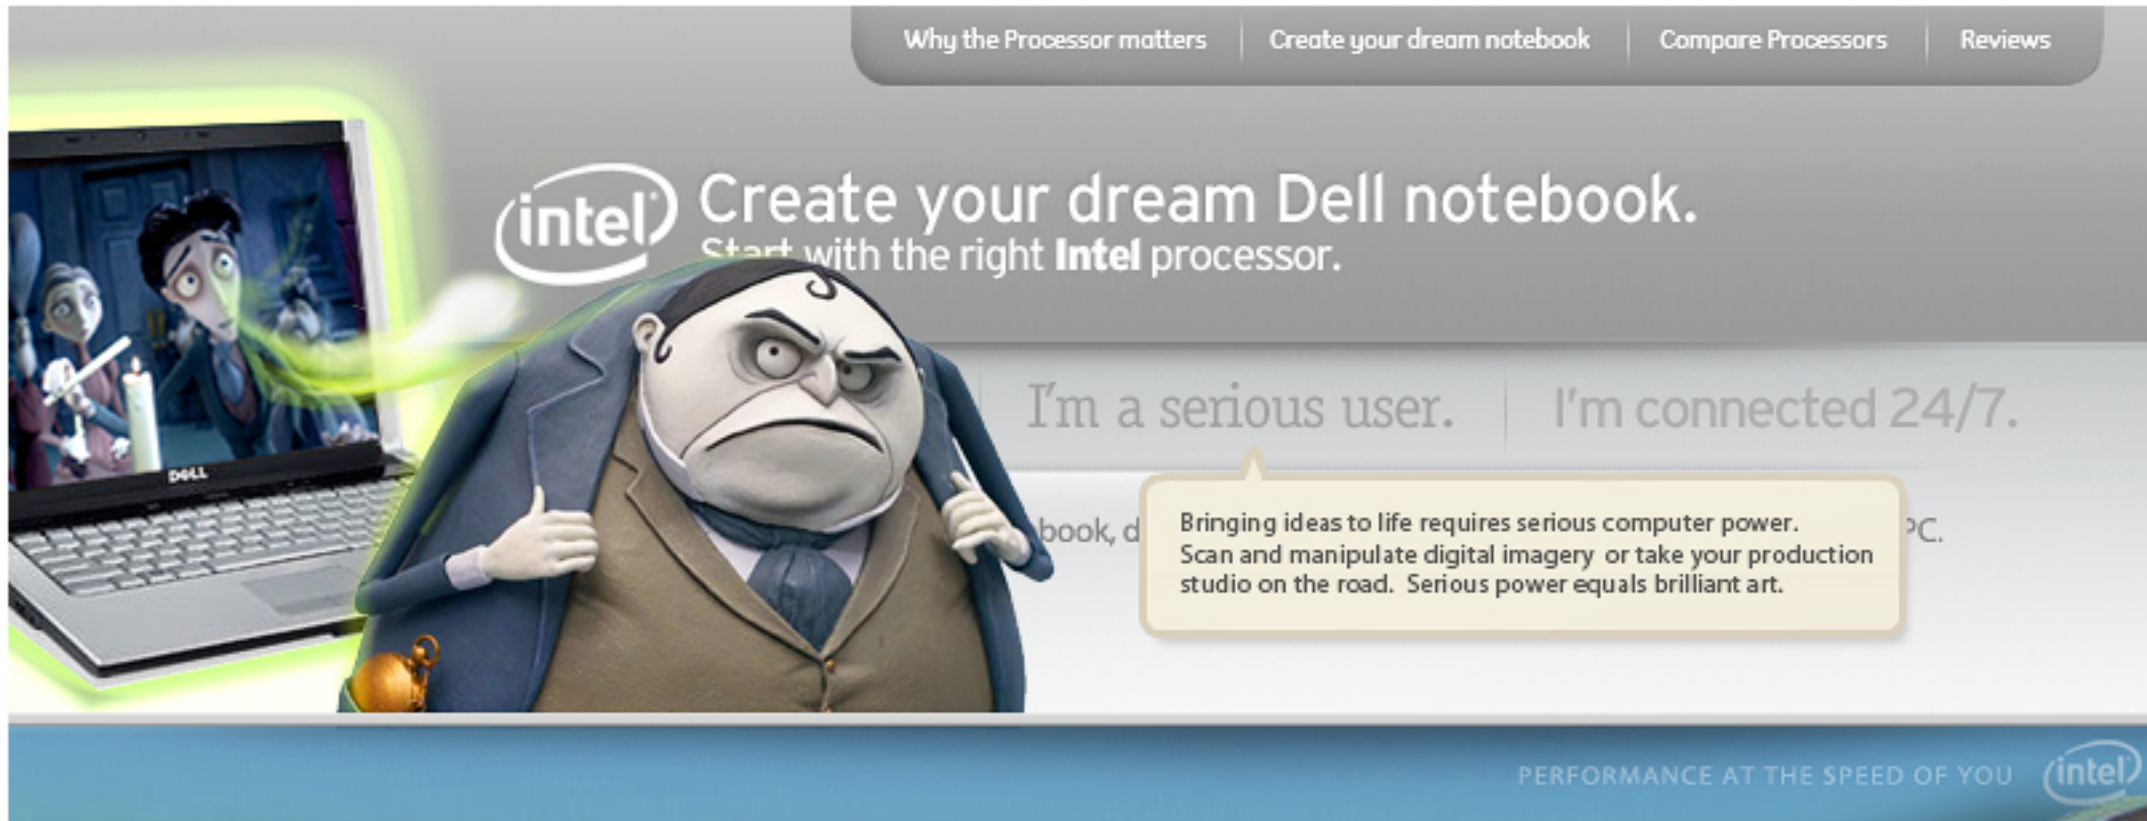 Why the Processor matters
Create your dream notebook
Compare Processors
Reviews
intel
Create your dream Dell notebook.
Start with the right Intel processor.
I'm a serious user.
I'm connected 24/7.
DELL
Bringing ideas to life requires serious computer power.
Scan and manipulate digital imagery or take your production
studio on the road. Serious power equals brilliant art.
PC.
PERFORMANCE AT THE SPEED OF YOU
intel